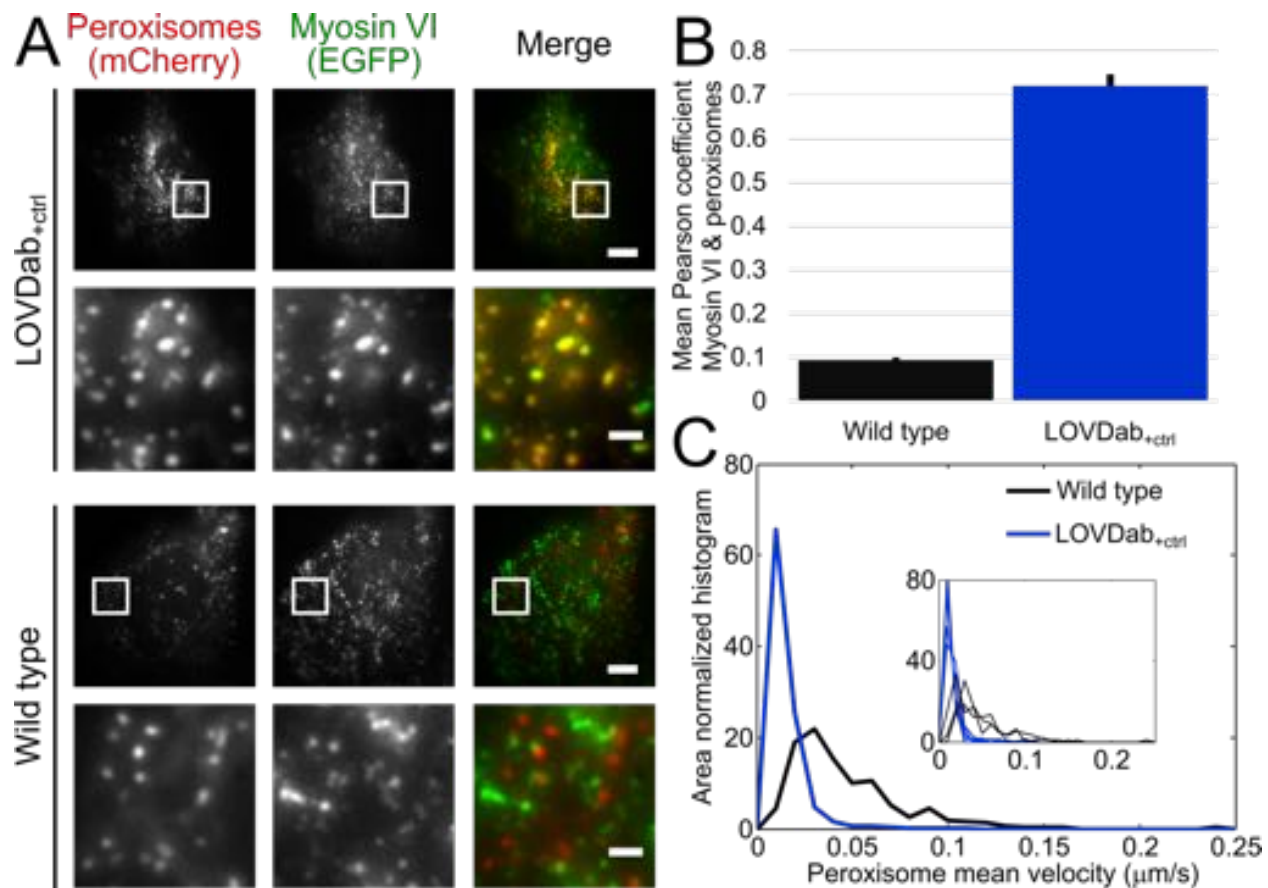 A
Peroxisomes
(mCherry)
Myosin VI
(EGFP)
Merge
LOVDab+ctrl
Wild type
B
Mean Pearson coefficient
Myosin VI & peroxisomes
0.8
0.7
0.6
0.5
0.4
0.3
0.2
0.1
0
Wild type
LOVDab+ctrl
C
Area normalized histogram
80
60
40
20
0
Wild type
LOVDab+ctrl
80
40
0
0
0.1
0.2
0
0.05
0.1
0.15
0.2
0.25
Peroxisome mean velocity (μm/s)